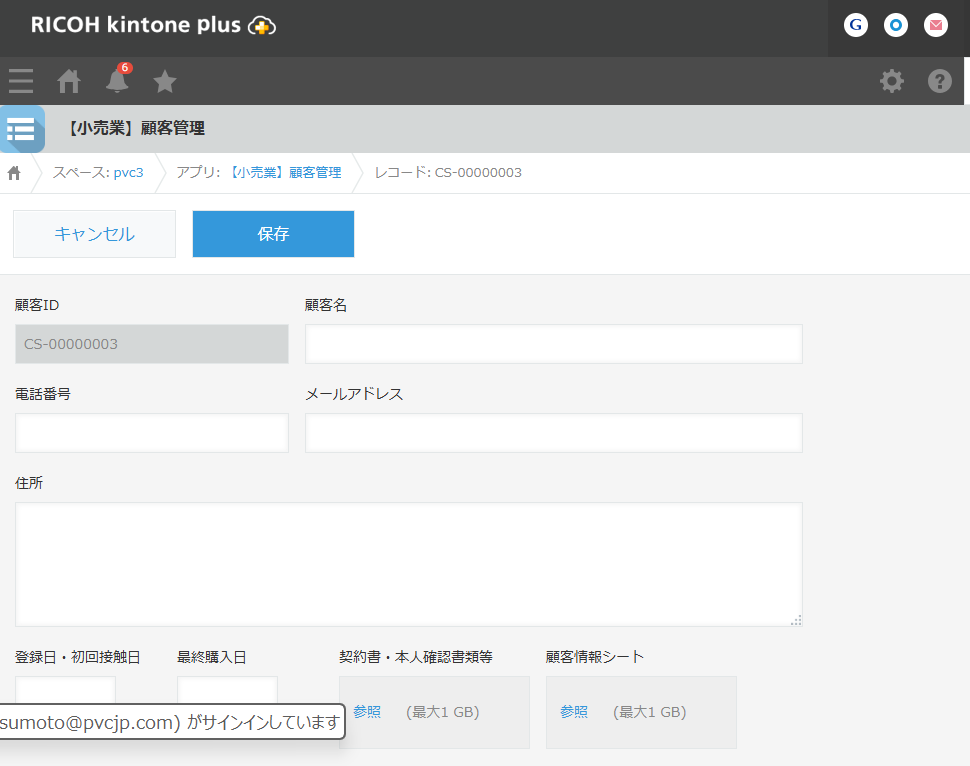 RICOH kintone plus
G
6
?
【小売業】顧客管理
スペース: pvc3 アプリ: 【小売業】顧客管理 レコード: CS-00000003
キャンセル 保存
顧客ID 顧客名
CS-00000003
電話番号 メールアドレス
住所
登録日・初回接触日 最終購入日 契約書・本人確認書類等 顧客情報シート
参照 (最大1 GB) 参照 (最大1 GB)
sumoto@pvcjp.com) がサインインしています